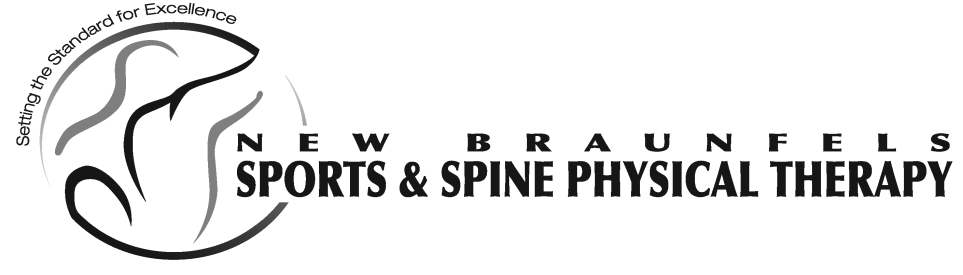 Setting the Standard for Excellence
NEW BRAUNFELS
SPORTS & SPINE PHYSICAL THERAPY